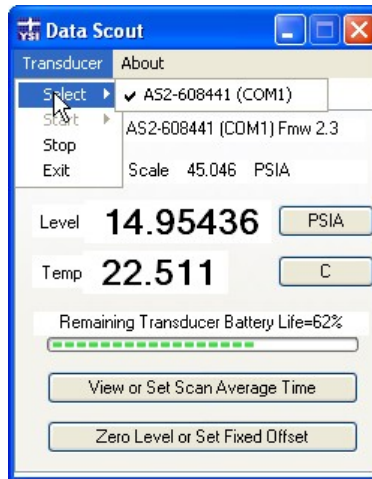 YSI Data Scout
Transducer About
Select ✔ AS2-608441 (COM1)
Start AS2-608441 (COM1) Fmw 2.3
Stop
Exit Scale 45.046 PSIA
Level 14.95436 PSIA
Temp 22.511 C
Remaining Transducer Battery Life=62%
View or Set Scan Average Time
Zero Level or Set Fixed Offset